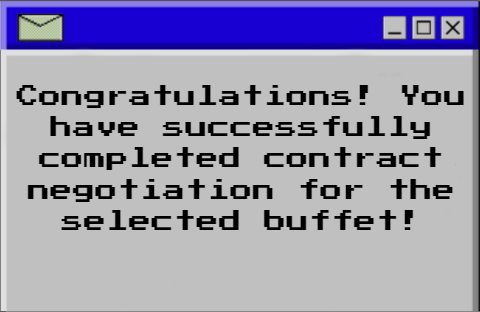 Congratulations! You
have successfully
completed contract
negotiation for the
selected buffet!